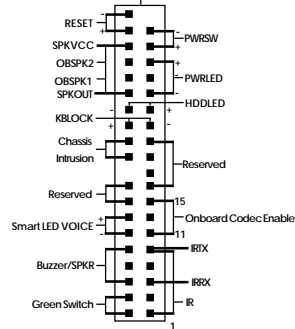 -
RESET
+
-
PWRSW
+
SPKVCC
OBSPK2
OBSPK1
SPKOUT
+
-
PWRLED
-
HDDLED
-
+
KBLOCK
+
-
Chassis
Intrusion
Reserved
Reserved
15
+
Smart LED VOICE
-
Onboard Codec Enable
11
IRTX
Buzzer/SPKR
IRRX
IR
Green Switch
1